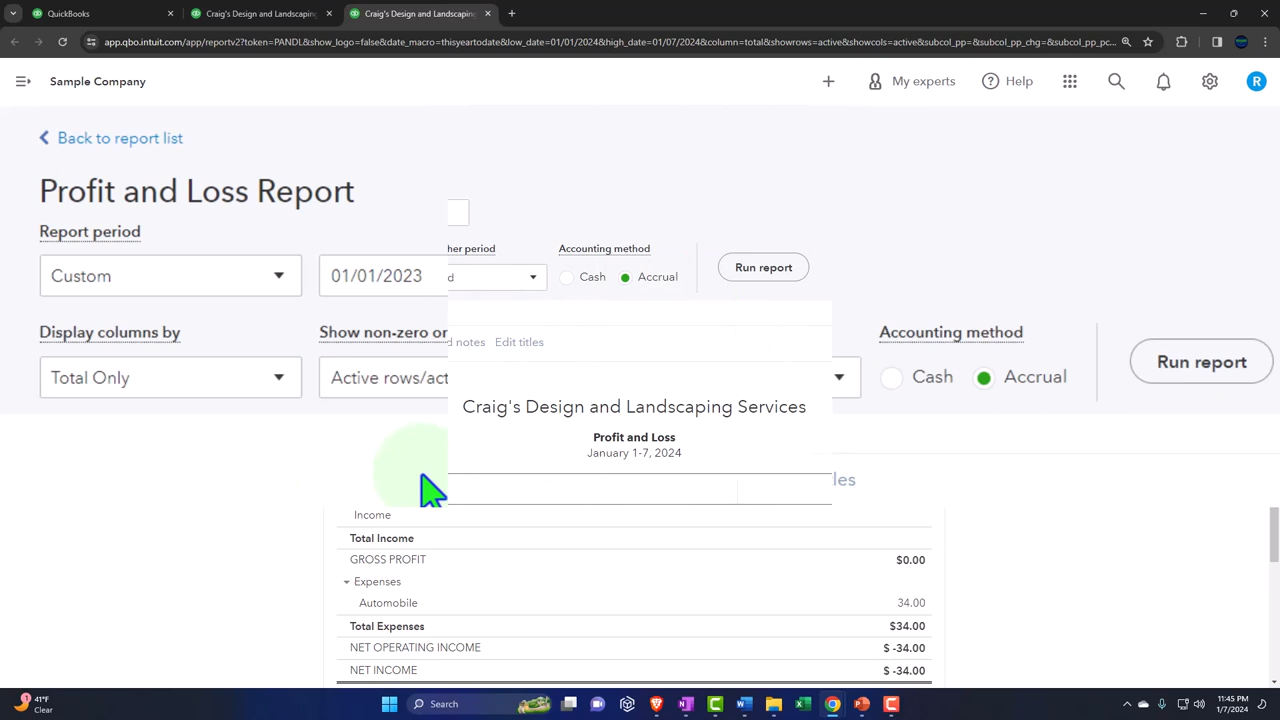 QuickBooks
Craig's Design and Landscaping
Craig's Design and Landscaping
app.qbo.intuit.com/app/reportv2?token=PANDL&show_logo=false&date_macro=thisyeartodate&low_date=01/01/2024&high_date=01/07/2024&column=total&showrows=active&showcols=active&subcol_pp=&subcol_pp_chg=&subcol_pp_pc...
Sample Company
My experts
Help
R
Back to report list
Profit and Loss Report
Report period
Custom
01/01/2023
her period
d
Accounting method
Cash
Accrual
Run report
Display columns by
Show non-zero or
Accounting method
Total Only
Active rows/act
Cash
Accrual
Run report
d notes
Edit titles
Craig's Design and Landscaping Services
Profit and Loss
January 1-7, 2024
les
Income
Total Income
GROSS PROFIT $0.00
Expenses
Automobile 34.00
Total Expenses $34.00
NET OPERATING INCOME $ -34.00
NET INCOME $ -34.00
1
41°F
Clear
Search
11:45 PM
1/7/2024